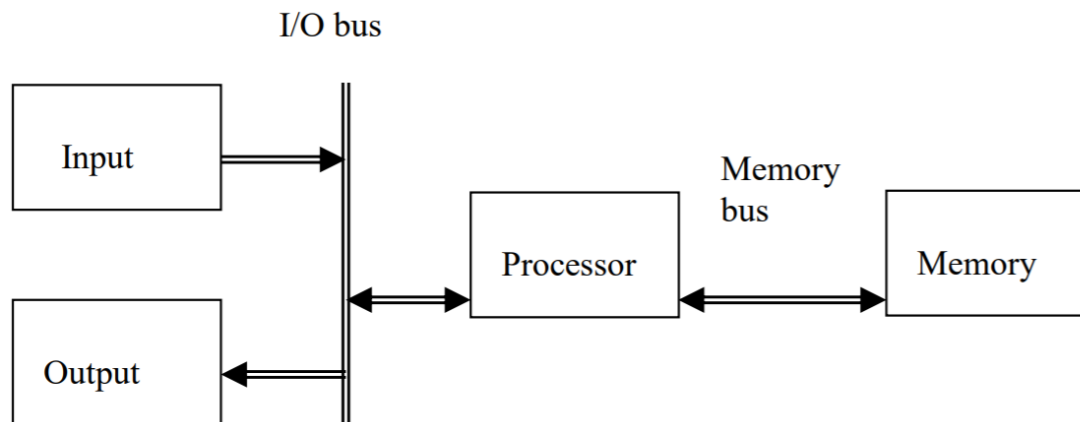 I/O bus
Input
Memory
bus
Processor
Memory
Output